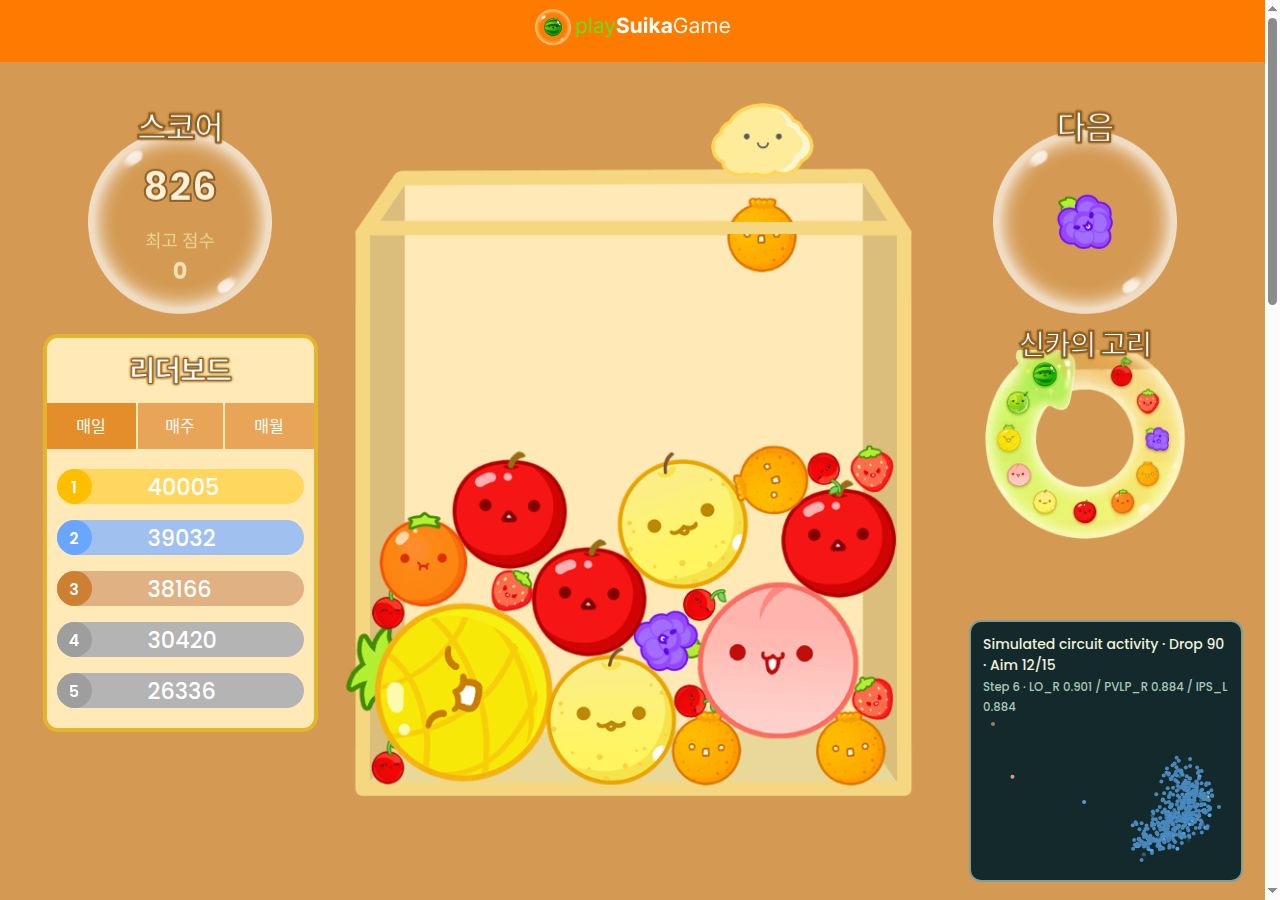 playSuikaGame
스코어
826
최고 점수
0
리더보드
매일 매주 매월
1 40005
2 39032
3 38166
4 30420
5 26336
다음
신카의 고리
Simulated circuit activity · Drop 90
· Aim 12/15
Step 6 · LO_R 0.901 / PVLP_R 0.884 / IPS_L
0.884